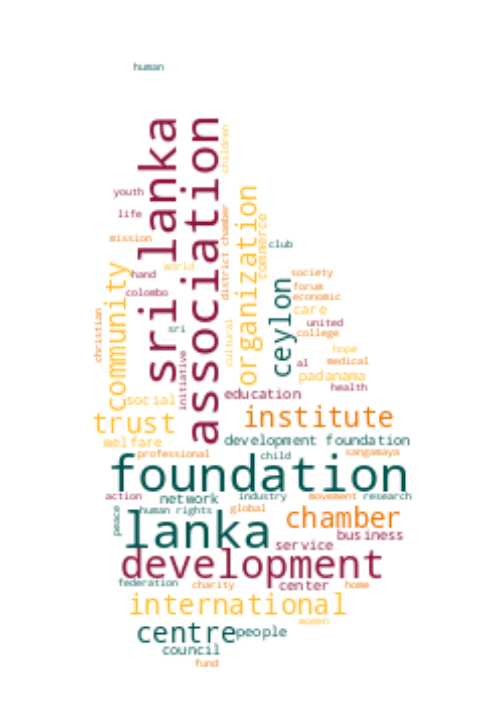 human
sri lanka
association
children
youth
life
mission
organization
commerce
district chamber
club
world
hand
colombo
community
christian
sri
cultural
initiative
ceylon
society
forum
economic
care
united
college
al
hope
medical
padanama
health
education
social
trust
institute
welfare
development foundation
professional
child
sangamaya
foundation
action
network
industry
movement
research
peace
human rights
global
lanka
chamber
business
service
development
federation
charity
center
home
international
women
centre
people
council
fund